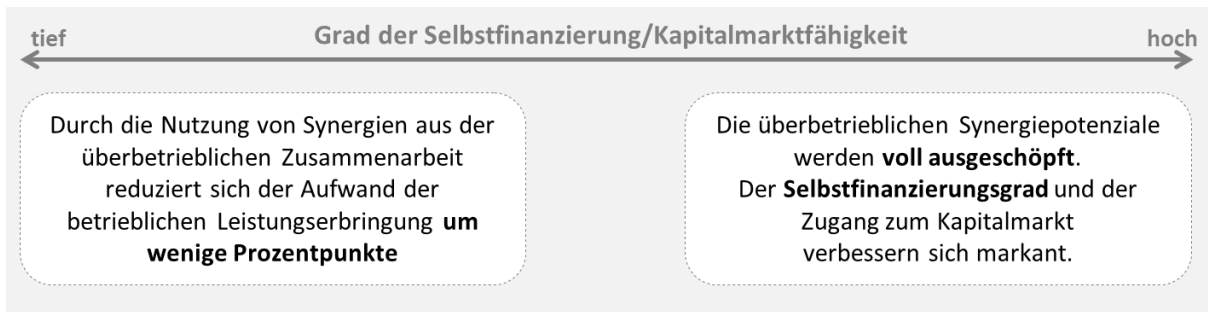 tief
Grad der Selbstfinanzierung/Kapitalmarktfähigkeit
hoch
Durch die Nutzung von Synergien aus der
überbetrieblichen Zusammenarbeit
reduziert sich der Aufwand der
betrieblichen Leistungserbringung um
wenige Prozentpunkte
Die überbetrieblichen Synergiepotenziale
werden voll ausgeschöpft.
Der Selbstfinanzierungsgrad und der
Zugang zum Kapitalmarkt
verbessern sich markant.